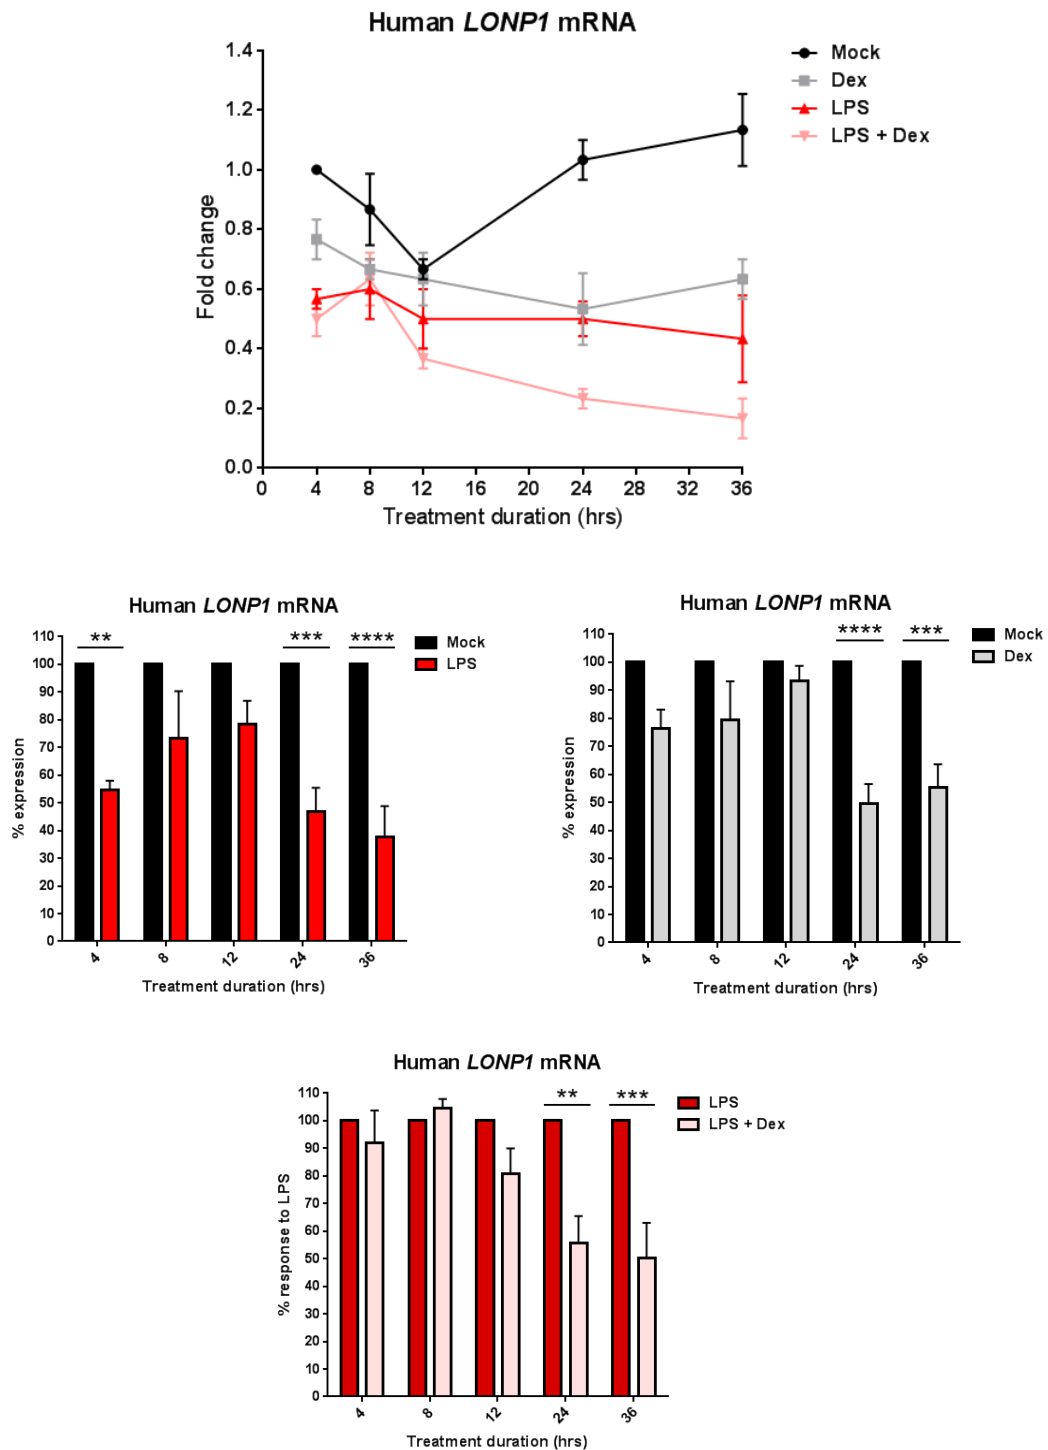 Human LONP1 mRNA
Mock
Dex
LPS
LPS + Dex
Fold change
1.4
1.2
1.0
0.8
0.6
0.4
0.2
0.0
0 4 8 12 16 20 24 28 32 36
Treatment duration (hrs)
Human LONP1 mRNA
** *** ****
Mock
LPS
% expression
110
100
90
80
70
60
50
40
30
20
10
0
4 8 12 24 36
Treatment duration (hrs)
Human LONP1 mRNA
**** ***
Mock
Dex
% expression
110
100
90
80
70
60
50
40
30
20
10
0
4 8 12 24 36
Treatment duration (hrs)
Human LONP1 mRNA
** ***
LPS
LPS + Dex
% response to LPS
110
100
90
80
70
60
50
40
30
20
10
0
4 8 12 24 36
Treatment duration (hrs)